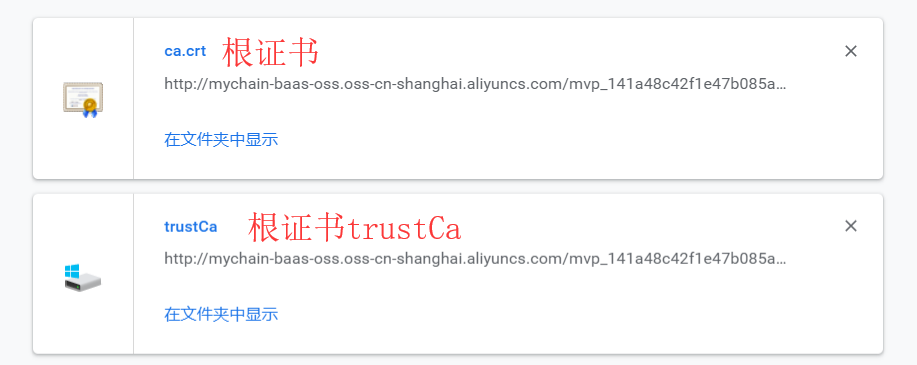 ca.crt 根证书
http://mychain-baas-oss.oss-cn-shanghai.aliyuncs.com/mvp_141a48c42f1e47b085a...
在文件夹中显示
trustCa 根证书trustCa
http://mychain-baas-oss.oss-cn-shanghai.aliyuncs.com/mvp_141a48c42f1e47b085a...
在文件夹中显示